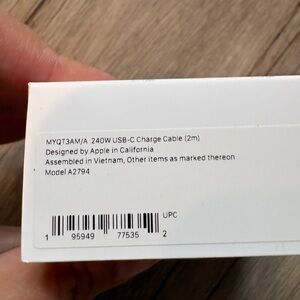 MYQT3AM/A 240W USB-C Charge Cable (2m)
Designed by Apple in California
Assembled in Vietnam, Other items as marked thereon
Model A2794
UPC
1 95949 77535 2